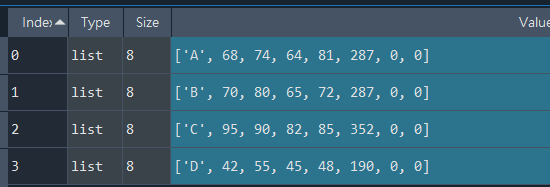 Index Type Size Value
0 list 8 ['A', 68, 74, 64, 81, 287, 0, 0]
1 list 8 ['B', 70, 80, 65, 72, 287, 0, 0]
2 list 8 ['C', 95, 90, 82, 85, 352, 0, 0]
3 list 8 ['D', 42, 55, 45, 48, 190, 0, 0]